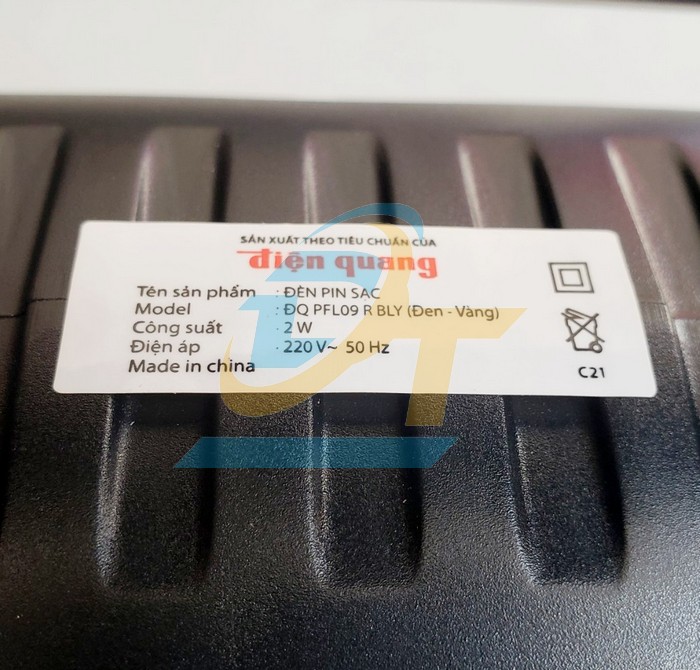 SẢN XUẤT THEO TIÊU CHUẨN CỦA
điện quang
Tên sản phẩm : ĐÈN PIN SẠC
Model : ĐQ PFL09 R BLY (Đen - Vàng)
Công suất : 2 W
Điện áp : 220 V~ 50 Hz
Made in china
C21